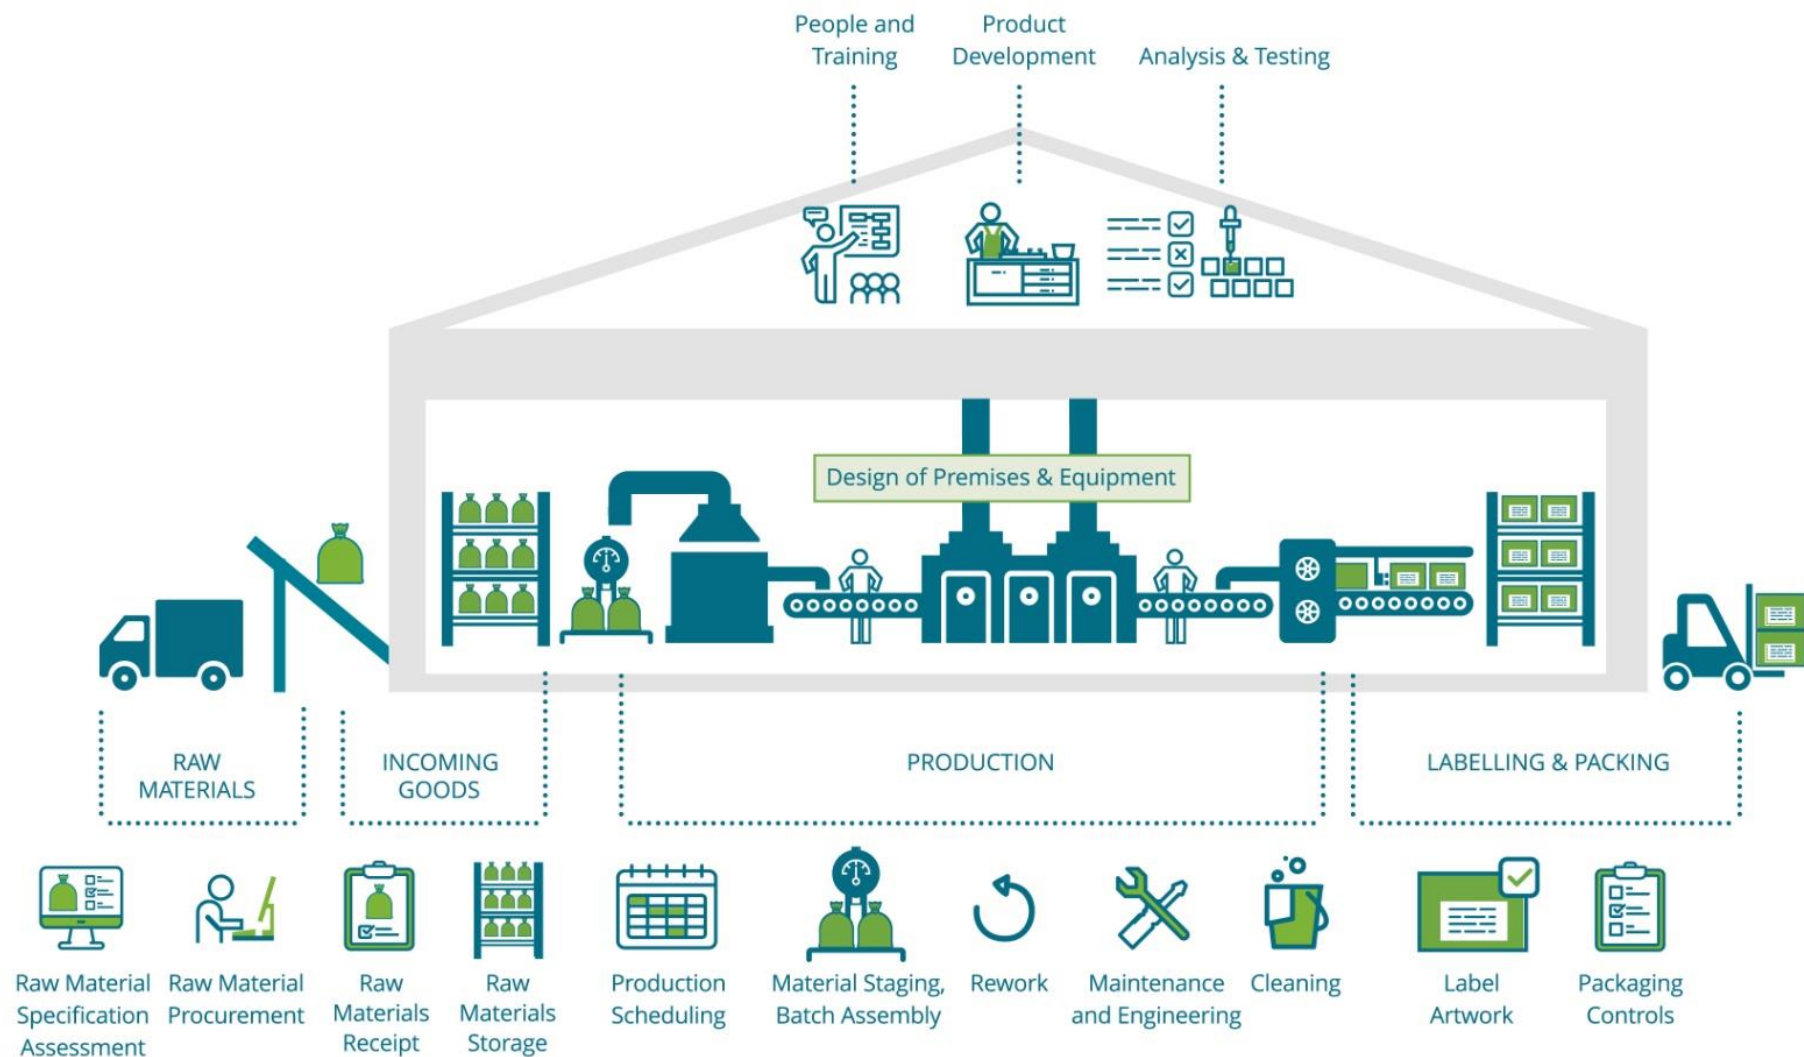 People and
Training
Product
Development
Analysis & Testing
Design of Premises & Equipment
RAW
MATERIALS
INCOMING
GOODS
PRODUCTION
LABELLING & PACKING
Raw Material
Specification
Assessment
Raw Material
Procurement
Raw
Materials
Receipt
Raw
Materials
Storage
Production
Scheduling
Material Staging,
Batch Assembly
Rework
Maintenance
and Engineering
Cleaning
Label
Artwork
Packaging
Controls